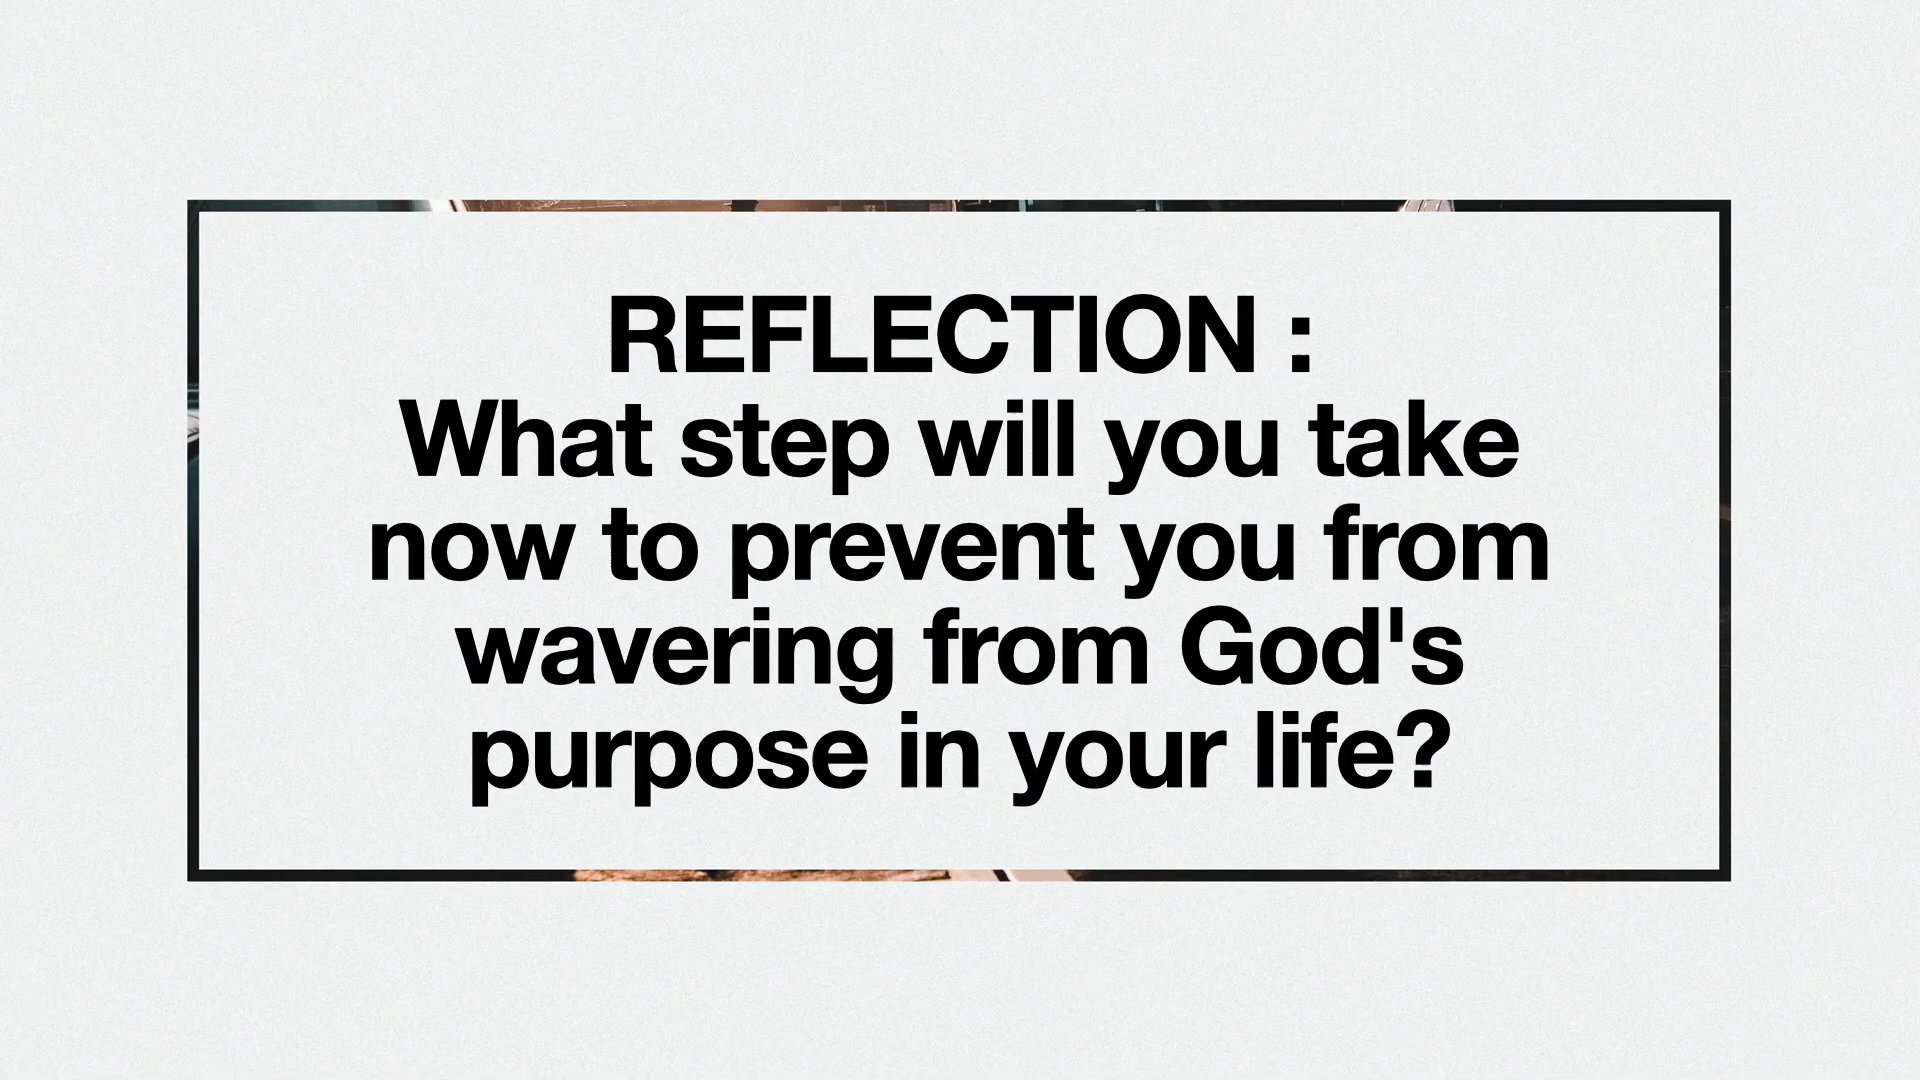 REFLECTION :
What step will you take
now to prevent you from
wavering from God's
purpose in your life?